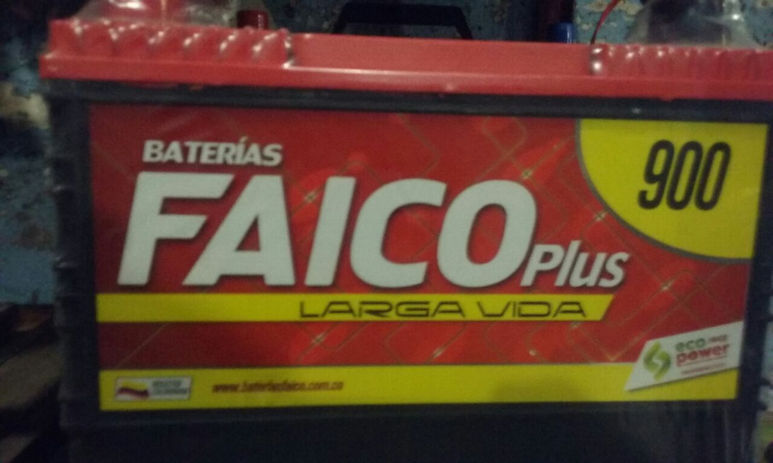 BATERÍAS
FAICO Plus
900
LARGA VIDA
eco
power
www.bateriasfaico.com.co